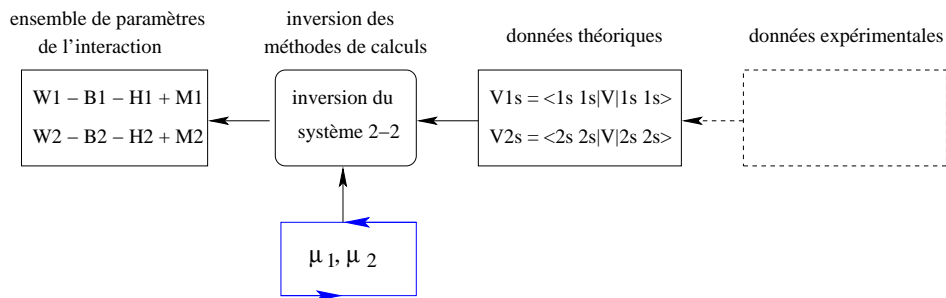 ensemble de paramètres
de l'interaction
inversion des
méthodes de calculs
données théoriques
données expérimentales
W1 − B1 − H1 + M1
W2 − B2 − H2 + M2
inversion du
système 2−2
V1s = <1s 1s|V|1s 1s>
V2s = <2s 2s|V|2s 2s>
μ 1, μ 2